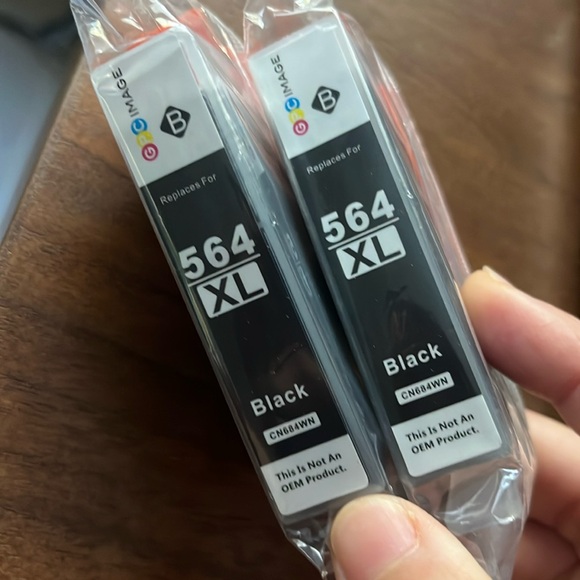 GPC IMAGE
B
Replaces For
564
XL
Black
CN684WN
This Is Not An
OEM Product.
GPC IMAGE
B
Replaces For
564
XL
Black
CN684WN
This Is Not An
OEM Product.